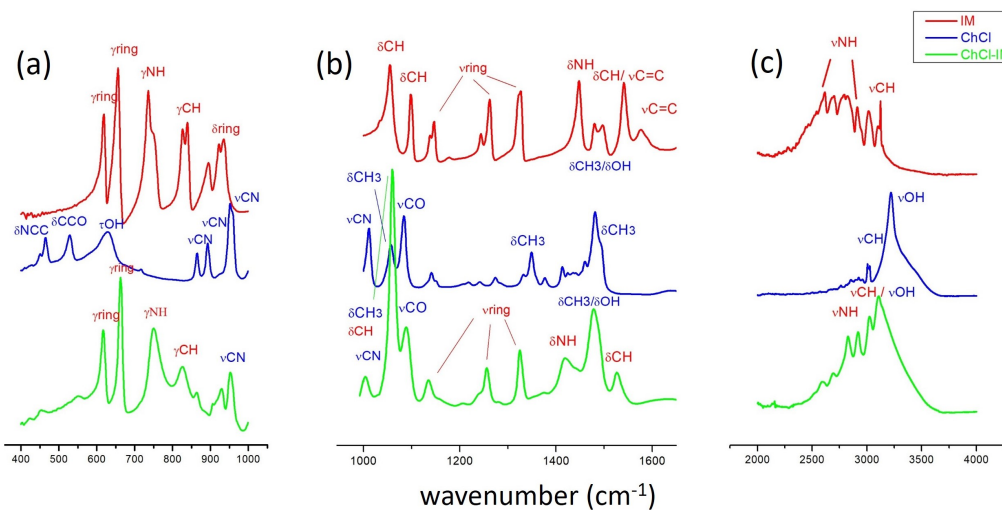 IM
ChCl
(a)
(b)
(c)
γring
γring
γNH
γCH
δring
νCN
δNCC
δCCO
τOH
νCN
νCN
γring
γring
γNH
γCH
νCN
400 500 600 700 800 900 1000
δCH
δCH
νring
δNH
δCH/ νC=C
νC=C
δCH3/δOH
δCH3
νCN
νCO
δCH3
δCH3
δCH3
δCH
νCN
νCO
νring
δCH3/δOH
δNH
δCH
1000 1200 1400 1600
νNH
νCH
νOH
νCH
νCH / νOH
νNH
2000 2500 3000 3500 4000
wavenumber (cm⁻¹)